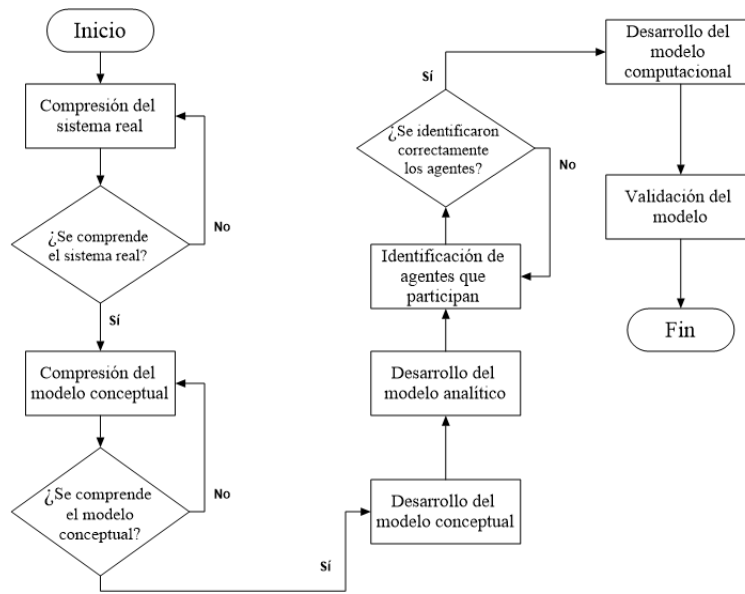 Inicio
Compresión del
sistema real
No
¿Se comprende
el sistema real?
Sí
Compresión del
modelo conceptual
No
¿Se comprende
el modelo
conceptual?
Sí
Desarrollo del
modelo conceptual
Desarrollo del
modelo analítico
Identificación de
agentes que
participan
No
¿Se identificaron
correctamente
los agentes?
Sí
Desarrollo del
modelo
computacional
Validación del
modelo
Fin